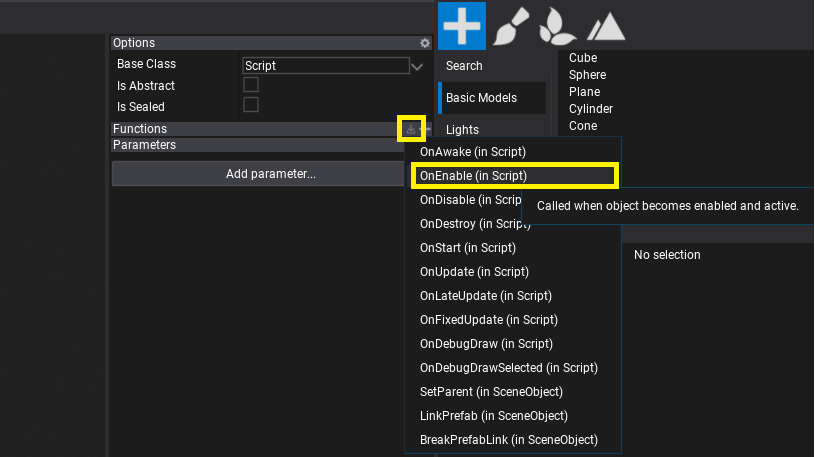 Options
Base Class
Script
Is Abstract
Is Sealed
Functions
Parameters
Add parameter...
Search
Basic Models
Lights
Cube
Sphere
Plane
Cylinder
Cone
OnAwake (in Script)
OnEnable (in Script)
OnDisable (in Scrip
Called when object becomes enabled and active.
OnDestroy (in Script)
OnStart (in Script)
OnUpdate (in Script)
OnLateUpdate (in Script)
OnFixedUpdate (in Script)
OnDebugDraw (in Script)
OnDebugDrawSelected (in Script)
SetParent (in SceneObject)
LinkPrefab (in SceneObject)
BreakPrefabLink (in SceneObject)
No selection